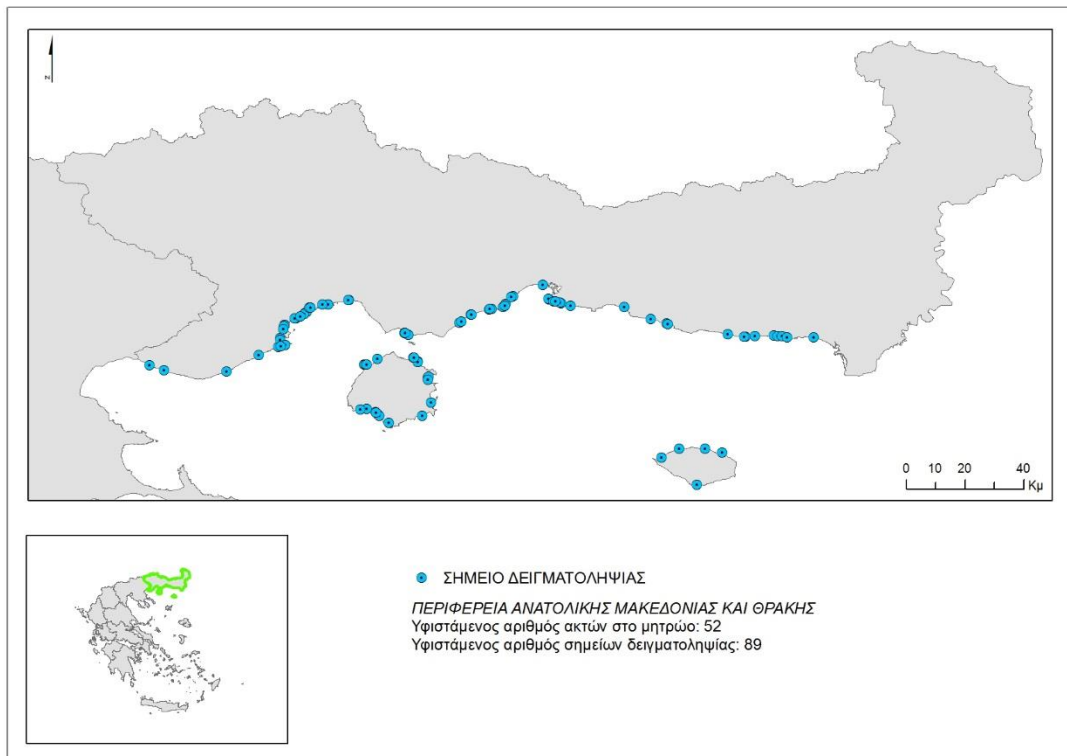 N
0 10 20 40
Κμ
ΣΗΜΕΙΟ ΔΕΙΓΜΑΤΟΛΗΨΙΑΣ
ΠΕΡΙΦΕΡΕΙΑ ΑΝΑΤΟΛΙΚΗΣ ΜΑΚΕΔΟΝΙΑΣ ΚΑΙ ΘΡΑΚΗΣ
Υφιστάμενος αριθμός ακτών στο μητρώο: 52
Υφιστάμενος αριθμός σημείων δειγματοληψίας: 89